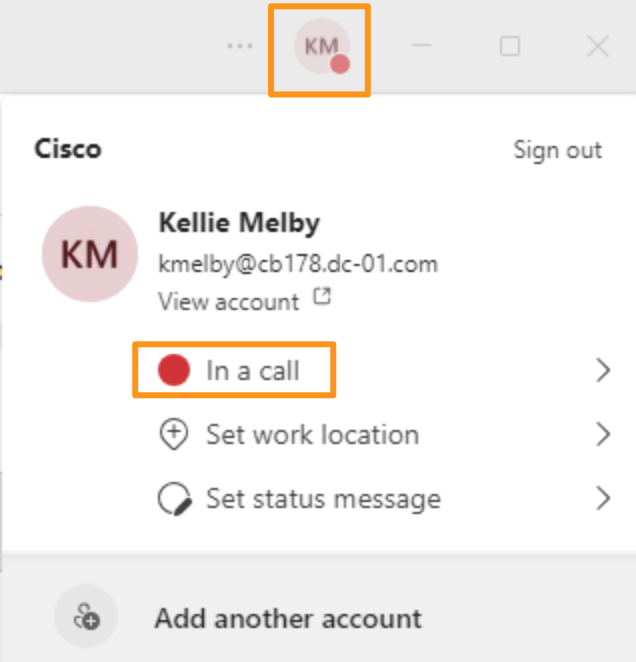 KM
Cisco
Sign out
KM
Kellie Melby
kmelby@cb178.dc-01.com
View account
In a call
Set work location
Set status message
Add another account